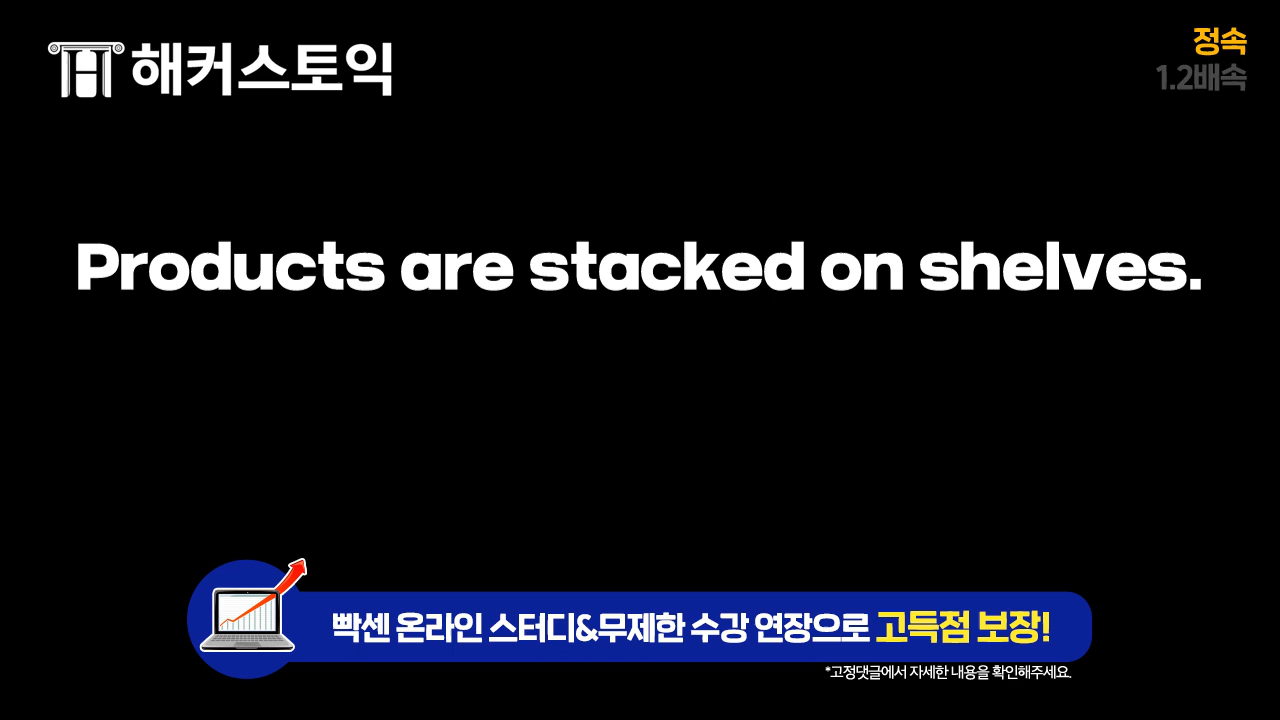 해커스토익
정속
1.2배속
Products are stacked on shelves.
빡센 온라인 스터디&무제한 수강 연장으로 고득점 보장!
*고정댓글에서 자세한 내용을 확인해주세요.